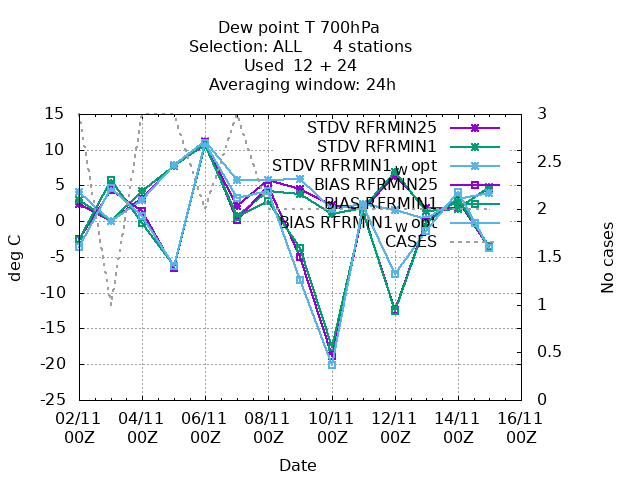 Dew point T 700hPa
Selection: ALL      4 stations
Used  12 + 24
Averaging window: 24h
STDV RFRMIN25
STDV RFRMIN1
STDV RFRMIN1_w opt
BIAS RFRMIN25
BIAS RFRMIN1
BIAS RFRMIN1_w opt
CASES
15
10
5
0
-5
-10
-15
-20
-25
deg C
3
2.5
2
1.5
1
0.5
0
No cases
02/11 04/11 06/11 08/11 10/11 12/11 14/11 16/11
00Z 00Z 00Z 00Z 00Z 00Z 00Z 00Z
Date